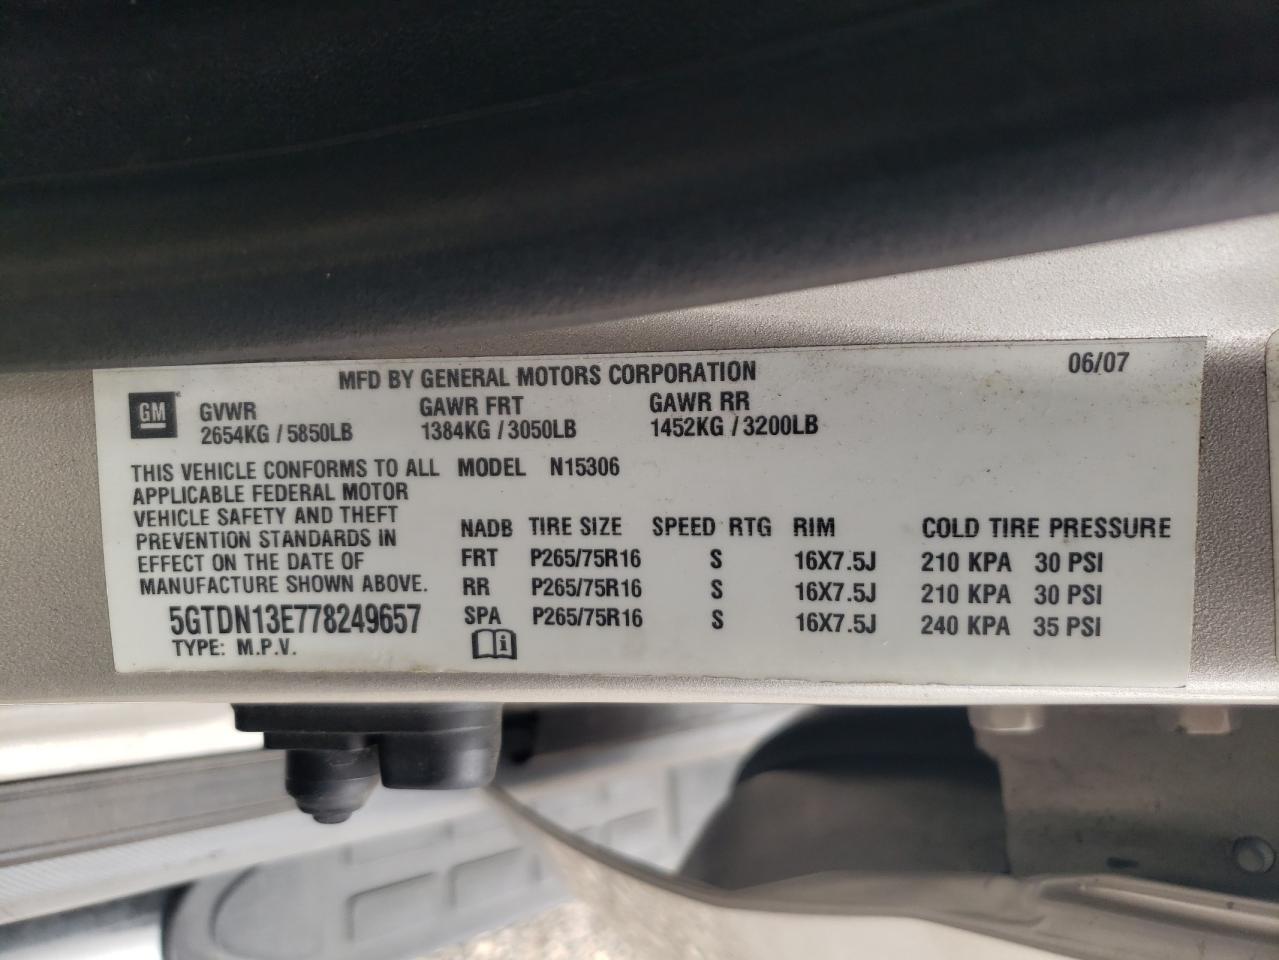 MFD BY GENERAL MOTORS CORPORATION 06/07
GM
GVWR GAWR FRT GAWR RR
2654KG / 5850LB 1384KG / 3050LB 1452KG / 3200LB
THIS VEHICLE CONFORMS TO ALL
APPLICABLE FEDERAL MOTOR
VEHICLE SAFETY AND THEFT
PREVENTION STANDARDS IN
EFFECT ON THE DATE OF
MANUFACTURE SHOWN ABOVE.
5GTDN13E778249657
TYPE: M.P.V.
MODEL N15306
NADB TIRE SIZE SPEED RTG RIM COLD TIRE PRESSURE
FRT P265/75R16 S 16X7.5J 210 KPA 30 PSI
RR P265/75R16 S 16X7.5J 210 KPA 30 PSI
SPA P265/75R16 S 16X7.5J 240 KPA 35 PSI
i